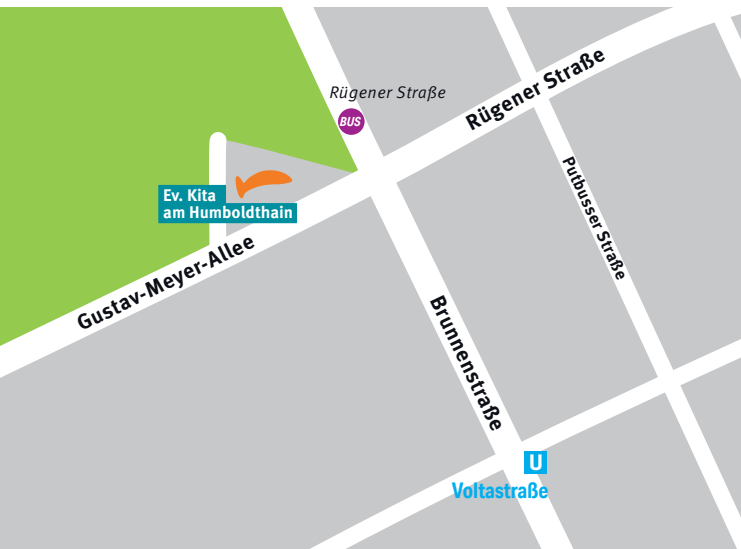 Rügener Straße
Rügener Straße
BUS
Putbusser Straße
Ev. Kita
am Humboldthain
Gustav-Meyer-Allee
Brunnenstraße
U
Voltastraße